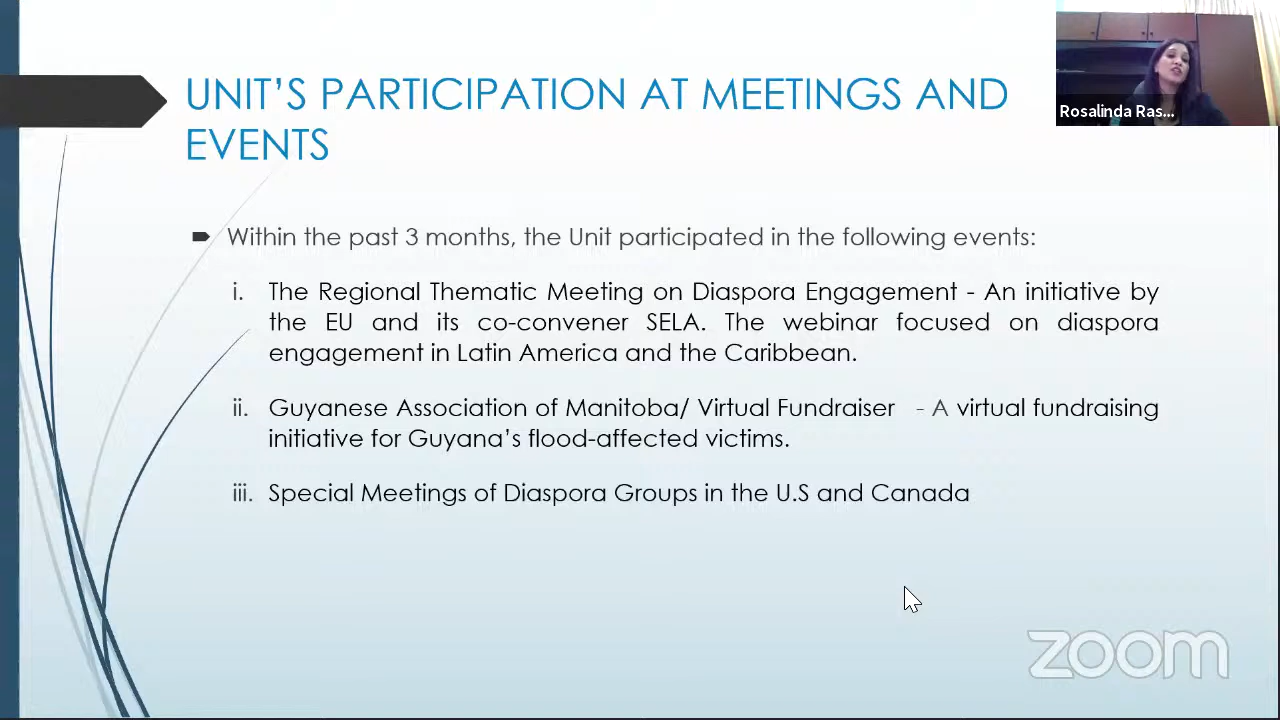 UNIT'S PARTICIPATION AT MEETINGS AND
EVENTS
Rosalinda Ras...
Within the past 3 months, the Unit participated in the following events:
i. The Regional Thematic Meeting on Diaspora Engagement - An initiative by
the EU and its co-convener SELA. The webinar focused on diaspora
engagement in Latin America and the Caribbean.
ii. Guyanese Association of Manitoba/ Virtual Fundraiser - A virtual fundraising
initiative for Guyana's flood-affected victims.
iii. Special Meetings of Diaspora Groups in the U.S and Canada
zoom